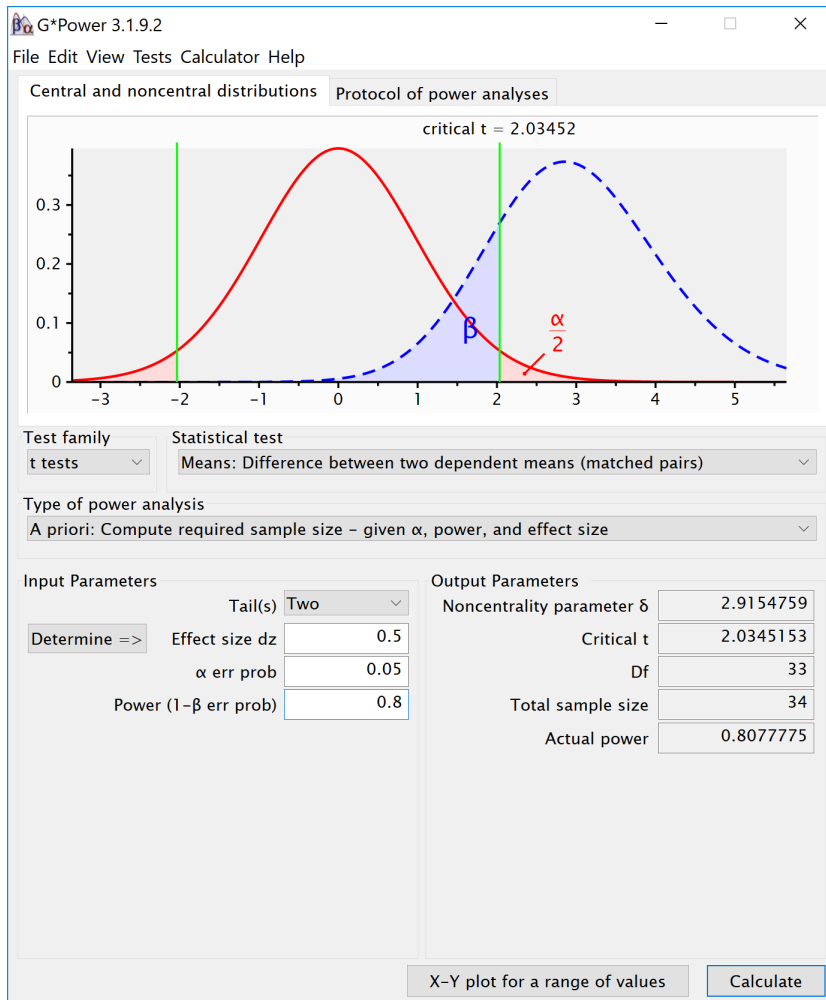 βα G*Power 3.1.9.2
File Edit View Tests Calculator Help
Central and noncentral distributions Protocol of power analyses
critical t = 2.03452
0.3
0.2
0.1
0
β
α
2
-3 -2 -1 0 1 2 3 4 5
Test family Statistical test
t tests Means: Difference between two dependent means (matched pairs)
Type of power analysis
A priori: Compute required sample size – given α, power, and effect size
Input Parameters Output Parameters
Tail(s) Two Noncentrality parameter δ 2.9154759
Determine => Effect size dz 0.5 Critical t 2.0345153
α err prob 0.05 Df 33
Power (1-β err prob) 0.8 Total sample size 34
Actual power 0.8077775
X-Y plot for a range of values Calculate